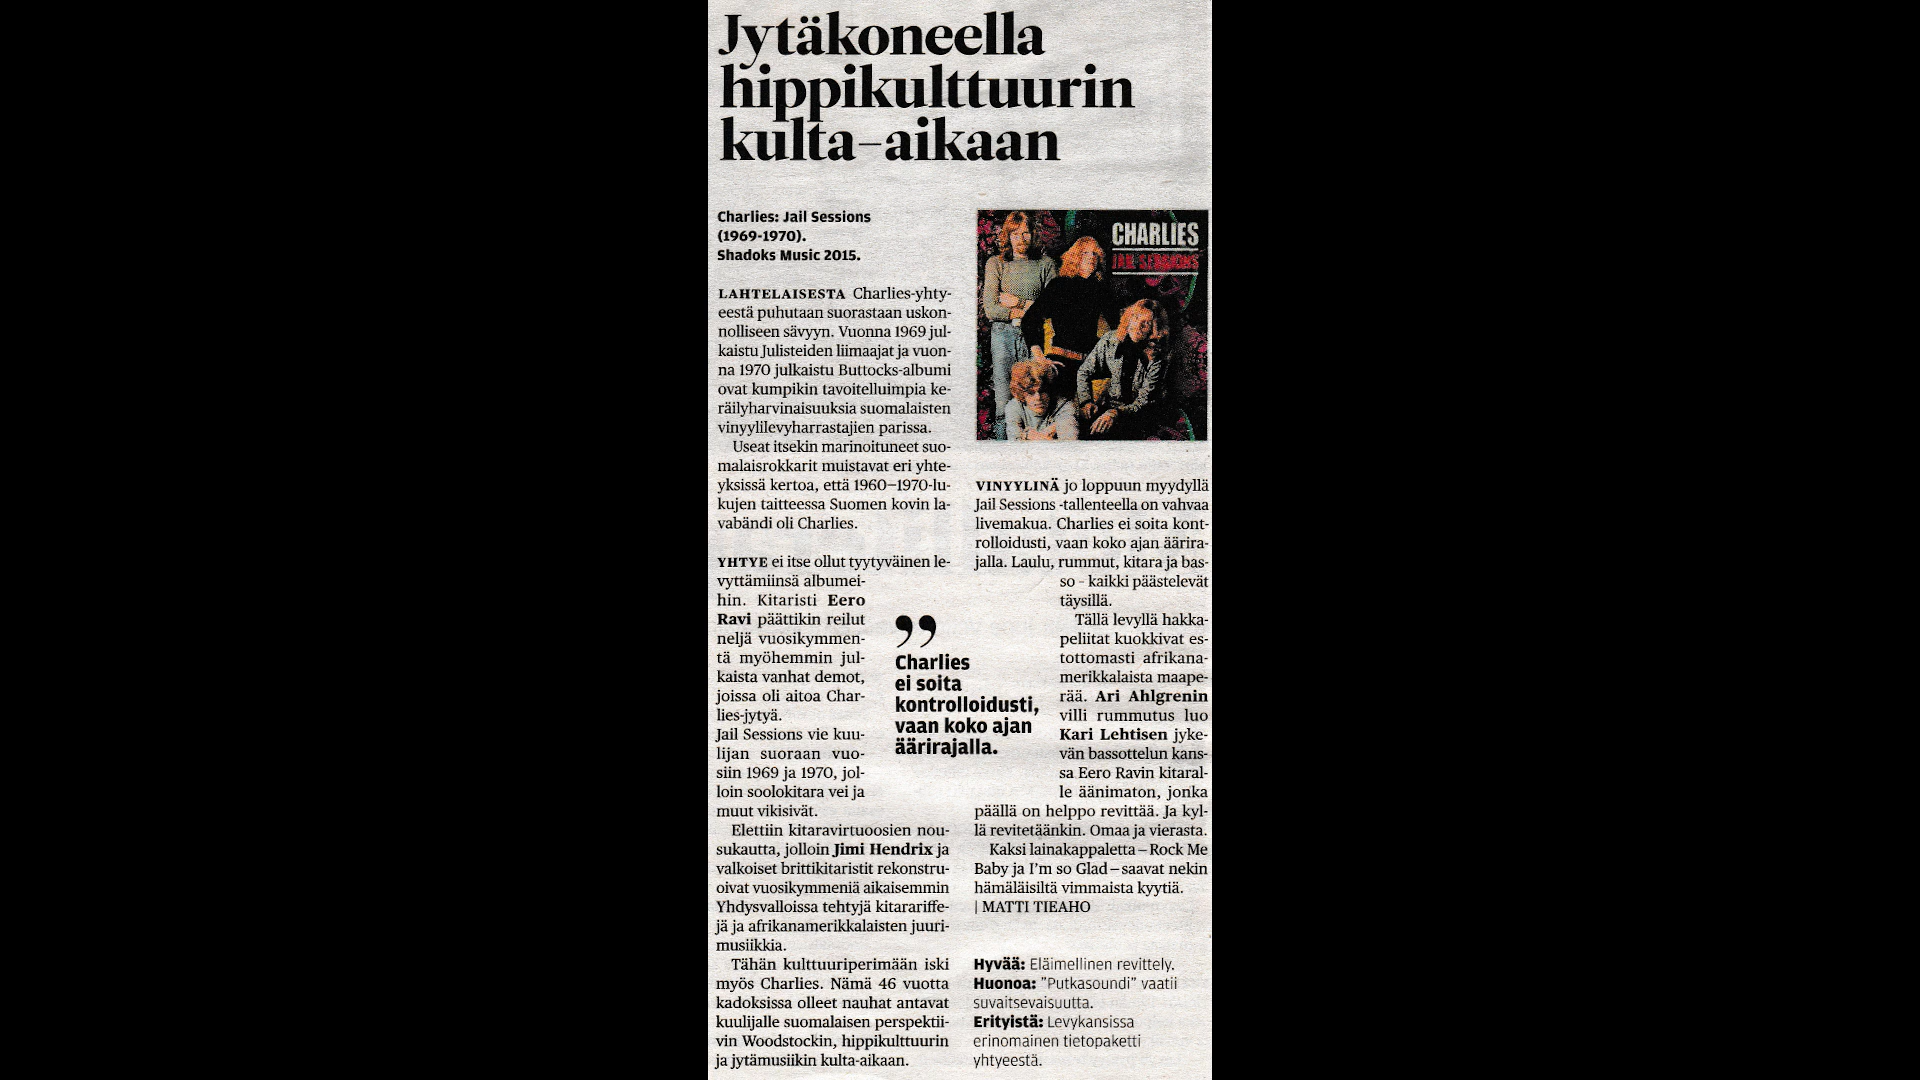 Jytäkoneella
hippikulttuurin
kulta-aikaan
Charlies: Jail Sessions
(1969-1970).
Shadoks Music 2015.
LAHTELAISESTA Charlies-yhty-
eestä puhutaan suorastaan uskon-
nolliseen sävyyn. Vuonna 1969 jul-
kaistu Julisteiden liimaajat ja vuon-
na 1970 julkaistu Buttocks-albumi
ovat kumpikin tavoitelluimpia ke-
räilyharvinaisuuksia suomalaisten
vinyylilevyharrastajien parissa.
Useat itsekin marinoituneet suo-
malaisrokkarit muistavat eri yhte-
yksissä kertoa, että 1960–1970-lu-
kujen taitteessa Suomen kovin la-
vabändi oli Charlies.
YHTYE ei itse ollut tyytyväinen le-
vyttämiinsä albumei-
hin. Kitaristi Eero
Ravi päättikin reilut
neljä vuosikymmen-
tä myöhemmin jul-
kaista vanhat demot,
joissa oli aitoa Char-
lies-jytyä.
Jail Sessions vie kuu-
lijan suoraan vuo-
siin 1969 ja 1970, jol-
loin soolokitara vei ja
muut vikisivät.
Elettiin kitaravirtuoosien nou-
sukautta, jolloin Jimi Hendrix ja
valkoiset brittikitaristit rekonstru-
oivat vuosikymmeniä aikaisemmin
Yhdysvalloissa tehtyjä kitarariffe-
jä ja afrikanamerikkalaisten juuri-
musiikkia.
Tähän kulttuuriperimään iski
myös Charlies. Nämä 46 vuotta
kadoksissa olleet nauhat antavat
kuulijalle suomalaisen perspektii-
vin Woodstockin, hippikulttuurin
ja jytämusiikin kulta-aikaan.
”
Charlies
ei soita
kontrolloidusti,
vaan koko ajan
äärirajalla.
CHARLIES
JAIL SESSIONS
VINYYLINÄ jo loppuun myydyllä
Jail Sessions -tallenteella on vahvaa
livemakua. Charlies ei soita kont-
rolloidusti, vaan koko ajan äärira-
jalla. Laulu, rummut, kitara ja bas-
so - kaikki päästelevät
täysillä.
Tällä levyllä hakka-
peliitat kuokkivat es-
tottomasti afrikana-
merikkalaista maape-
rää. Ari Ahlgrenin
villi rummutus luo
Kari Lehtisen jyke-
vän bassottelun kans-
sa Eero Ravin kitaral-
le äänimaton, jonka
päällä on helppo revittää. Ja kyl-
lä revitetäänkin. Omaa ja vierasta.
Kaksi lainakappaletta – Rock Me
Baby ja I'm so Glad – saavat nekin
hämäläisiltä vimmaista kyytiä.
| MATTI TIEAHO
Hyvää: Eläimellinen revittely.
Huonoa: ”Putkasoundi” vaatii
suvaitsevaisuutta.
Erityistä: Levykansissa
erinomainen tietopaketti
yhtyeestä.